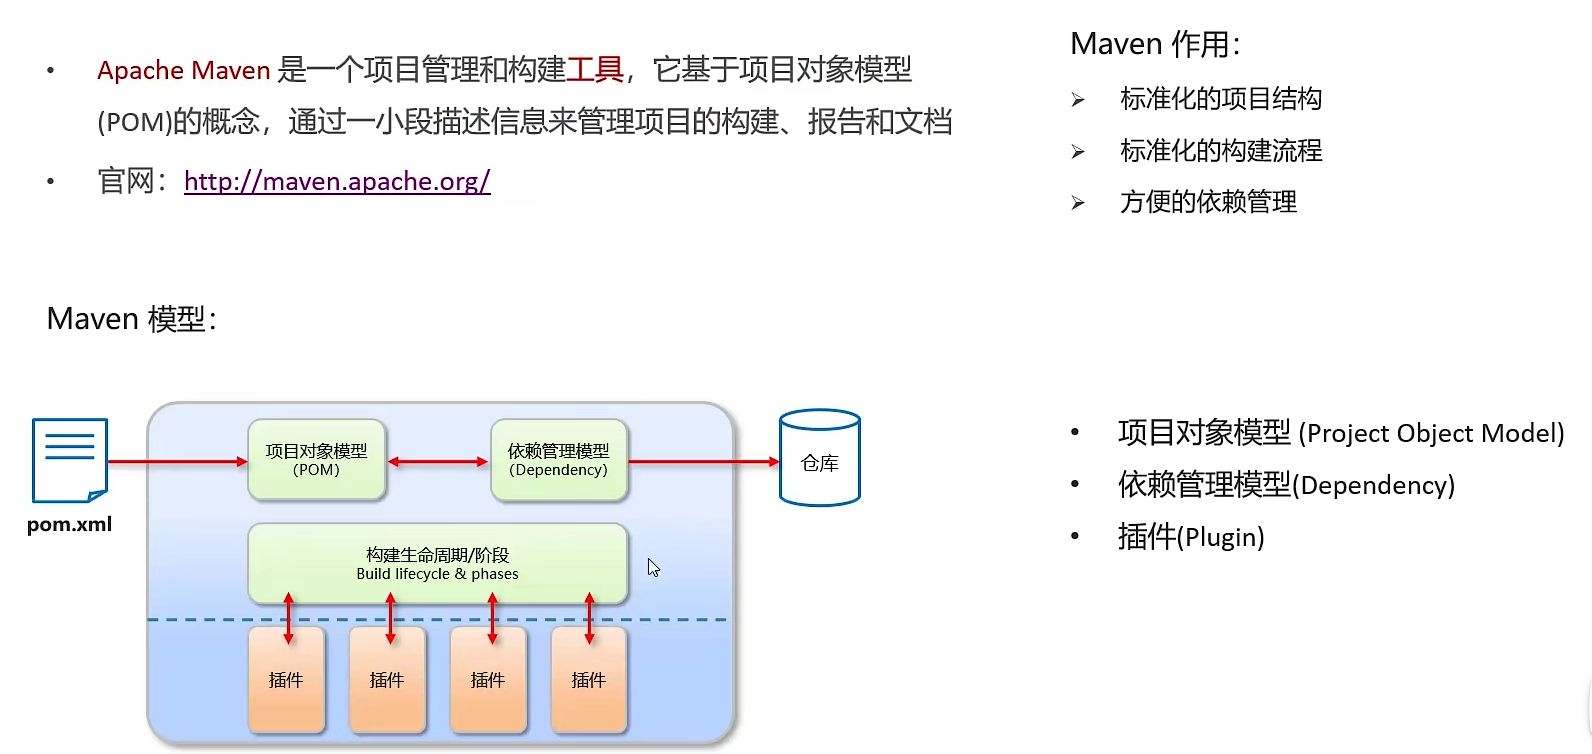 Apache Maven 是一个项目管理和构建工具，它基于项目对象模型
(POM)的概念，通过一小段描述信息来管理项目的构建、报告和文档
官网：http://maven.apache.org/
Maven 作用：
标准化的项目结构
标准化的构建流程
方便的依赖管理
Maven 模型：
pom.xml
项目对象模型
(POM)
依赖管理模型
(Dependency)
仓库
构建生命周期/阶段
Build lifecycle & phases
插件
插件
插件
插件
项目对象模型 (Project Object Model)
依赖管理模型(Dependency)
插件(Plugin)